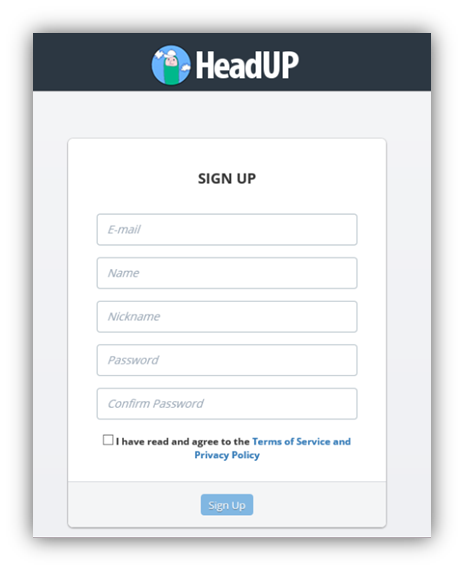 HeadUP
SIGN UP
E-mail
Name
Nickname
Password
Confirm Password
I have read and agree to the Terms of Service and
Privacy Policy
Sign Up